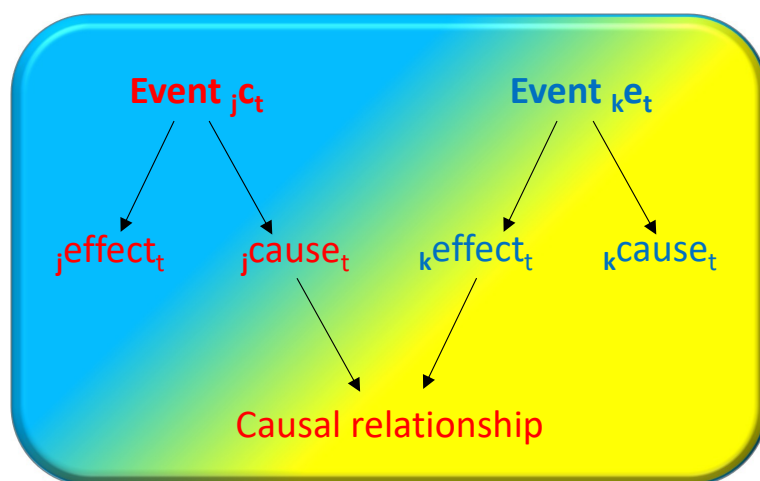 Event jct Event ket
jeffectt jcauset keffectt kcauset
Causal relationship